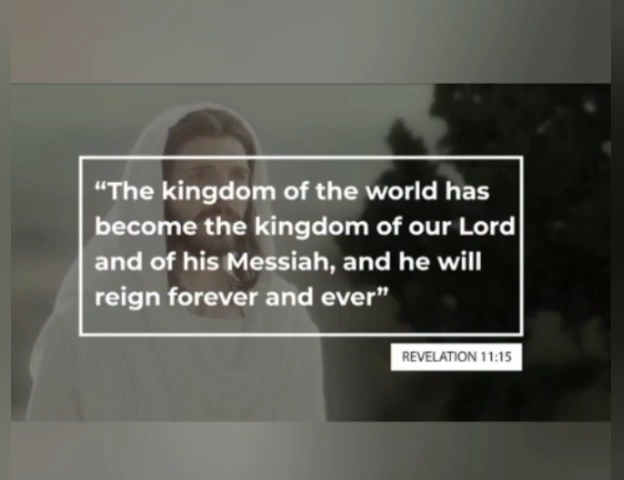 “The kingdom of the world has
become the kingdom of our Lord
and of his Messiah, and he will
reign forever and ever”
REVELATION 11:15